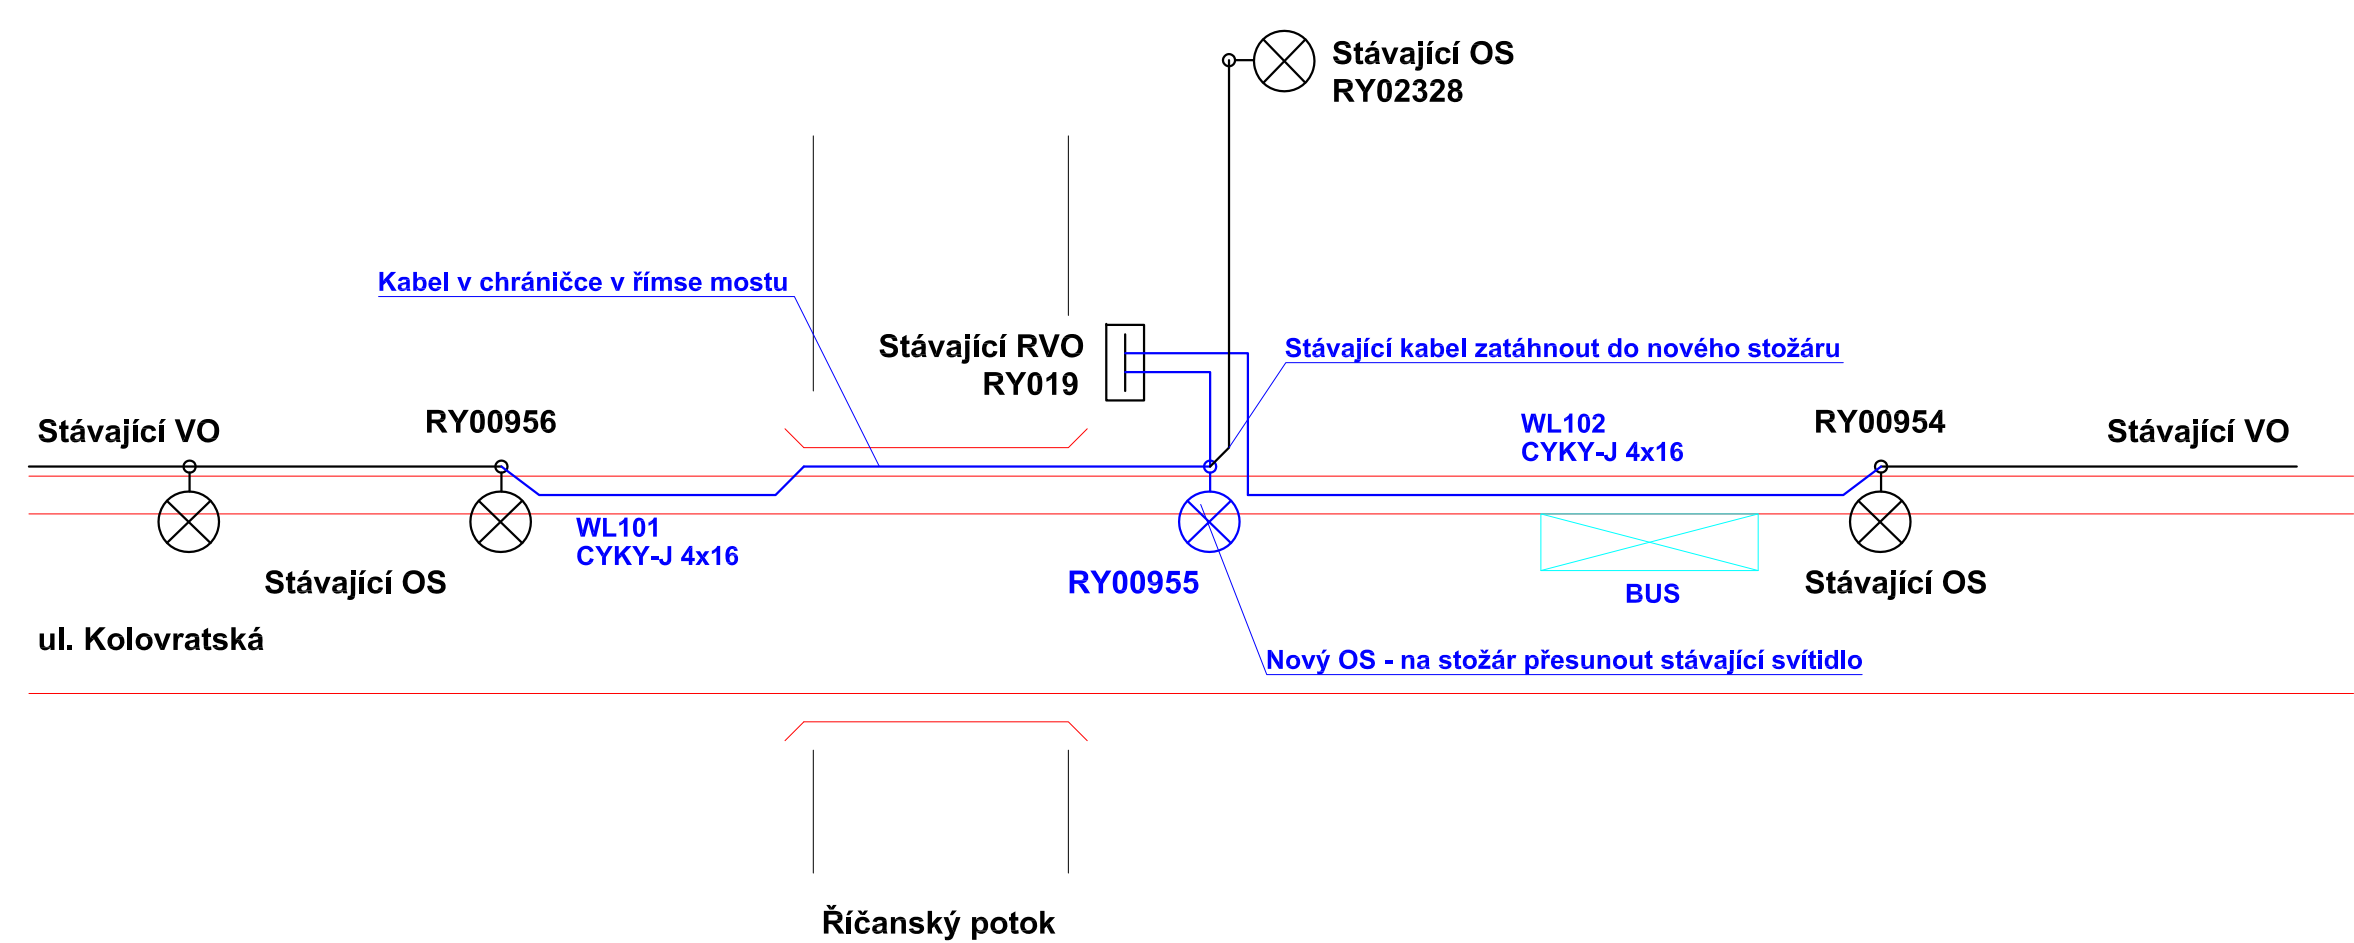 Stávající OS
RY02328
Kabel v chráničce v římse mostu
Stávající RVO
RY019
Stávající kabel zatáhnout do nového stožáru
Stávající VO
RY00956
WL102
CYKY-J 4x16
RY00954
Stávající VO
WL101
CYKY-J 4x16
Stávající OS
RY00955
BUS
Stávající OS
ul. Kolovratská
Nový OS - na stožár přesunout stávající svítidlo
Říčanský potok